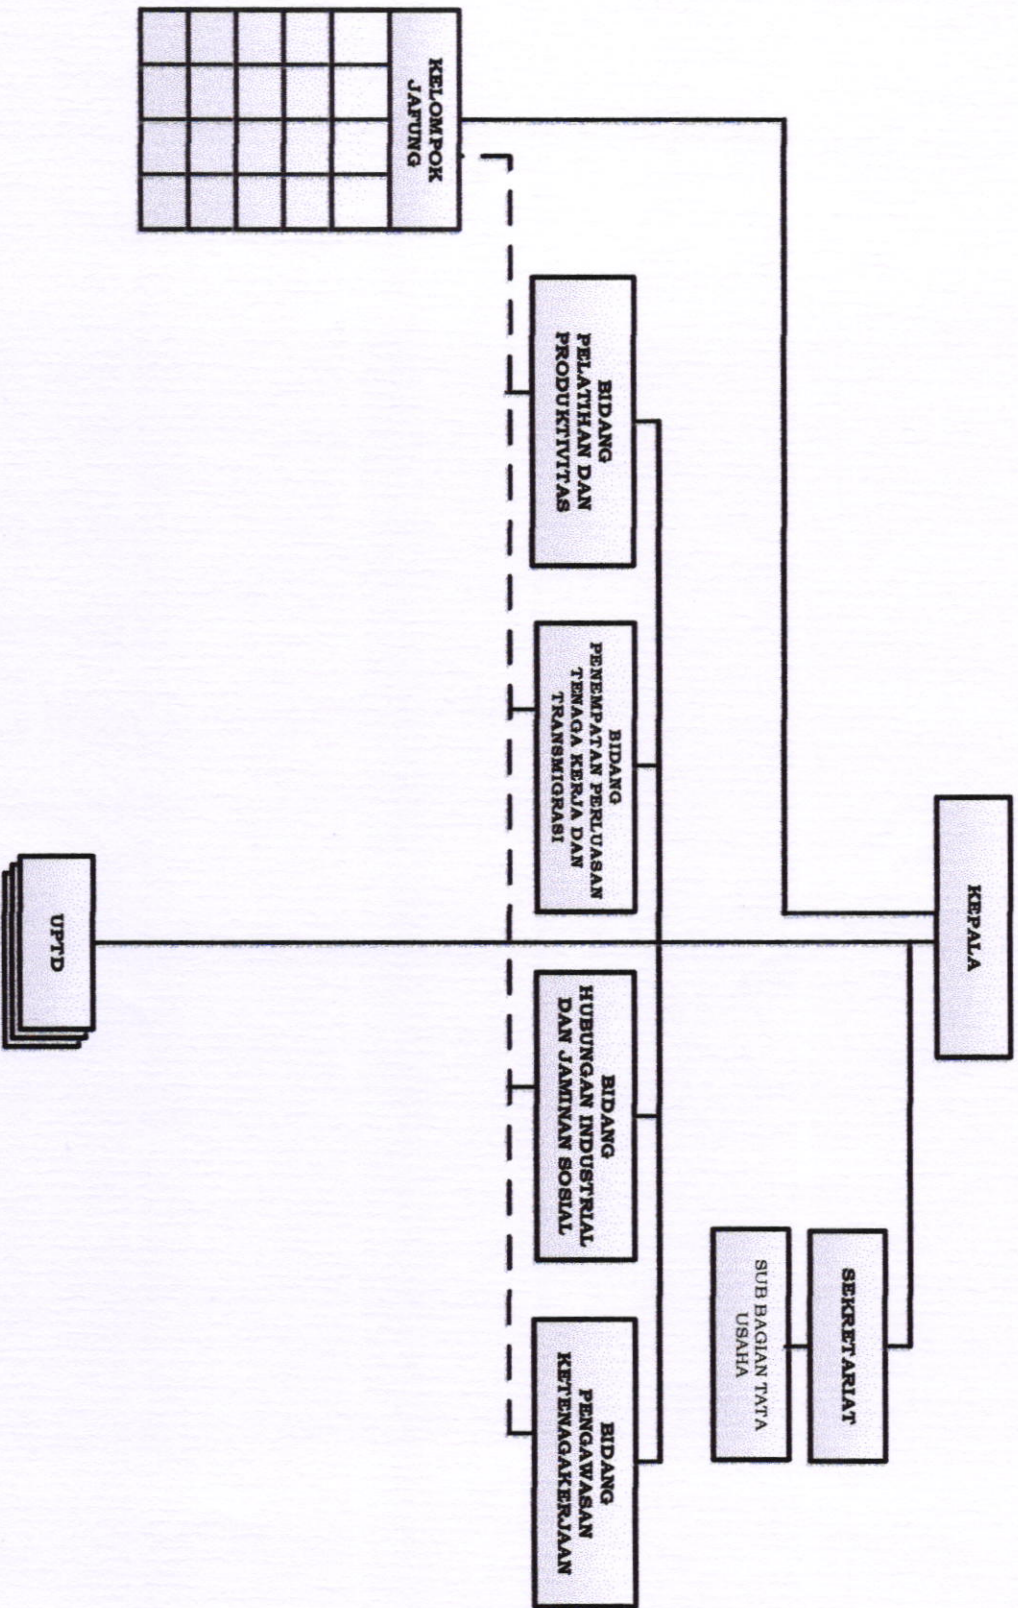 KEPALA
SEKRETARIAT
SUB BAGIAN TATA
USAHA
KELOMPOK
JAFUNG
BIDANG
PELATIHAN DAN
PRODUKTIVITAS
BIDANG
PENEMPATAN PERLUASAN
TENAGA KERJA DAN
TRANSMIGRASI
BIDANG
HUBUNGAN INDUSTRIAL
DAN JAMINAN SOSIAL
BIDANG
PENGAWASAN
KETENAGAKERJAAN
UPTD